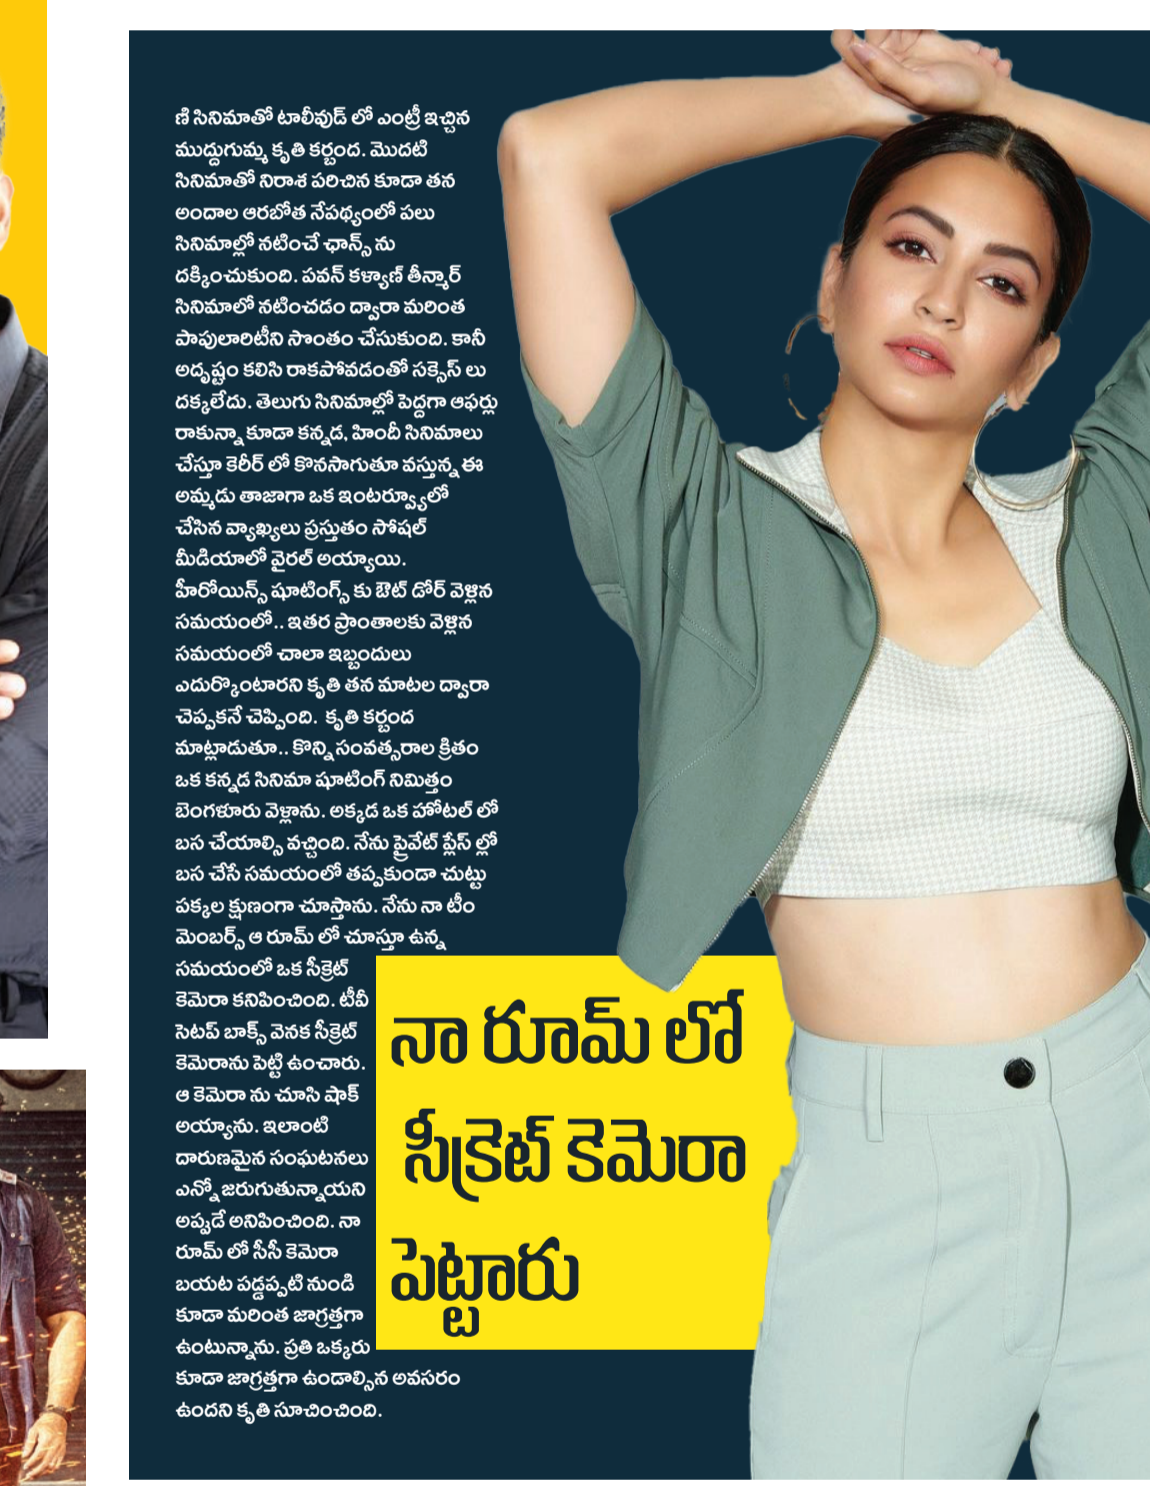 ణి సినిమాతో టాలీవుడ్ లో ఎంట్రీ ఇచ్చిన
ముద్దుగుమ్మ కృతి కర్బంద. మొదటి
సినిమాతో నిరాశ పరిచిన కూడా తన
అందాల ఆరబోత నేపథ్యంలో పలు
సినిమాల్లో నటించే ఛాన్స్ ను
దక్కించుకుంది. పవన్ కళ్యాణ్ తీన్మార్
సినిమాలో నటించడం ద్వారా మరింత
పాపులారిటీని సొంతం చేసుకుంది. కానీ
అదృష్టం కలిసి రాకపోవడంతో సక్సెస్ లు
దక్కలేదు. తెలుగు సినిమాల్లో పెద్దగా ఆఫర్లు
రాకున్నా కూడా కన్నడ, హిందీ సినిమాలు
చేస్తూ కెరీర్ లో కొనసాగుతూ వస్తున్న ఈ
అమ్మడు తాజాగా ఒక ఇంటర్వ్యూలో
చేసిన వ్యాఖ్యలు ప్రస్తుతం సోషల్
మీడియాలో వైరల్ అయ్యాయి.
హీరోయిన్స్ షూటింగ్స్ కు ఔట్ డోర్ వెళ్లిన
సమయంలో.. ఇతర ప్రాంతాలకు వెళ్లిన
సమయంలో చాలా ఇబ్బందులు
ఎదుర్కొంటారని కృతి తన మాటల ద్వారా
చెప్పకనే చెప్పింది. కృతి కర్బంద
మాట్లాడుతూ.. కొన్ని సంవత్సరాల క్రితం
ఒక కన్నడ సినిమా షూటింగ్ నిమిత్తం
బెంగళూరు వెళ్లాను. అక్కడ ఒక హోటల్ లో
బస చేయాల్సి వచ్చింది. నేను ప్రైవేట్ ప్లేస్ ల్లో
బస చేసే సమయంలో తప్పకుండా చుట్టు
పక్కల క్షుణంగా చూస్తాను. నేను నా టీం
మెంబర్స్ ఆ రూమ్ లో చూస్తూ ఉన్న
సమయంలో ఒక సీక్రెట్
కెమెరా కనిపించింది. టీవీ
సెటప్ బాక్స్ వెనక సీక్రెట్
కెమెరాను పెట్టి ఉంచారు.
ఆ కెమెరా ను చూసి షాక్
అయ్యాను. ఇలాంటి
దారుణమైన సంఘటనలు
ఎన్నో జరుగుతున్నాయని
అప్పుడే అనిపించింది. నా
రూమ్ లో సీసీ కెమెరా
బయట పడ్డప్పటి నుండి
కూడా మరింత జాగ్రత్తగా
ఉంటున్నాను. ప్రతి ఒక్కరు
కూడా జాగ్రత్తగా ఉండాల్సిన అవసరం
ఉందని కృతి సూచించింది.
నా రూమ్ లో
సీక్రెట్ కెమెరా
పెట్టారు